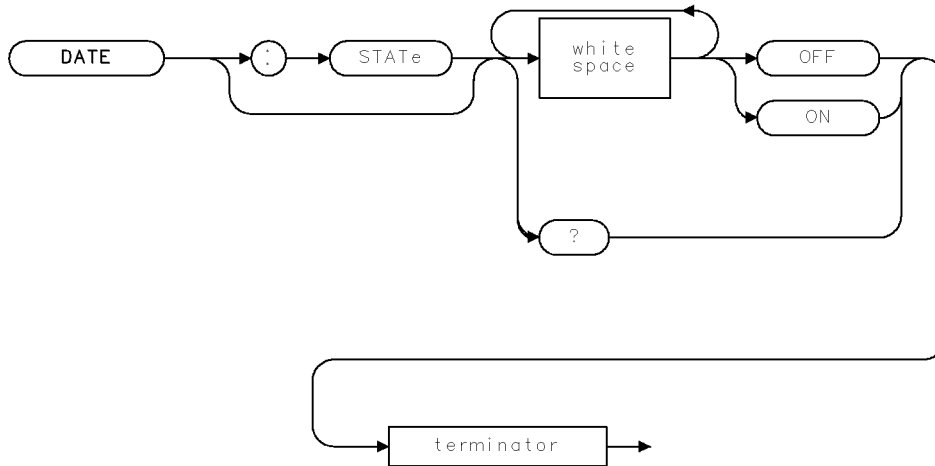 DATE
:
STATe
white
space
OFF
ON
?
terminator